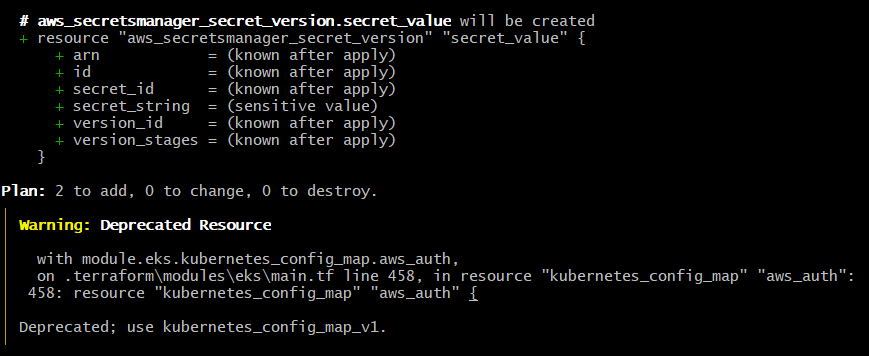 # aws_secretsmanager_secret_version.secret_value will be created
+ resource "aws_secretsmanager_secret_version" "secret_value" {
+ arn = (known after apply)
+ id = (known after apply)
+ secret_id = (known after apply)
+ secret_string = (sensitive value)
+ version_id = (known after apply)
+ version_stages = (known after apply)
}
Plan: 2 to add, 0 to change, 0 to destroy.
Warning: Deprecated Resource
with module.eks.kubernetes_config_map.aws_auth,
on .terraform\modules\eks\main.tf line 458, in resource "kubernetes_config_map" "aws_auth":
458: resource "kubernetes_config_map" "aws_auth" {
Deprecated; use kubernetes_config_map_v1.